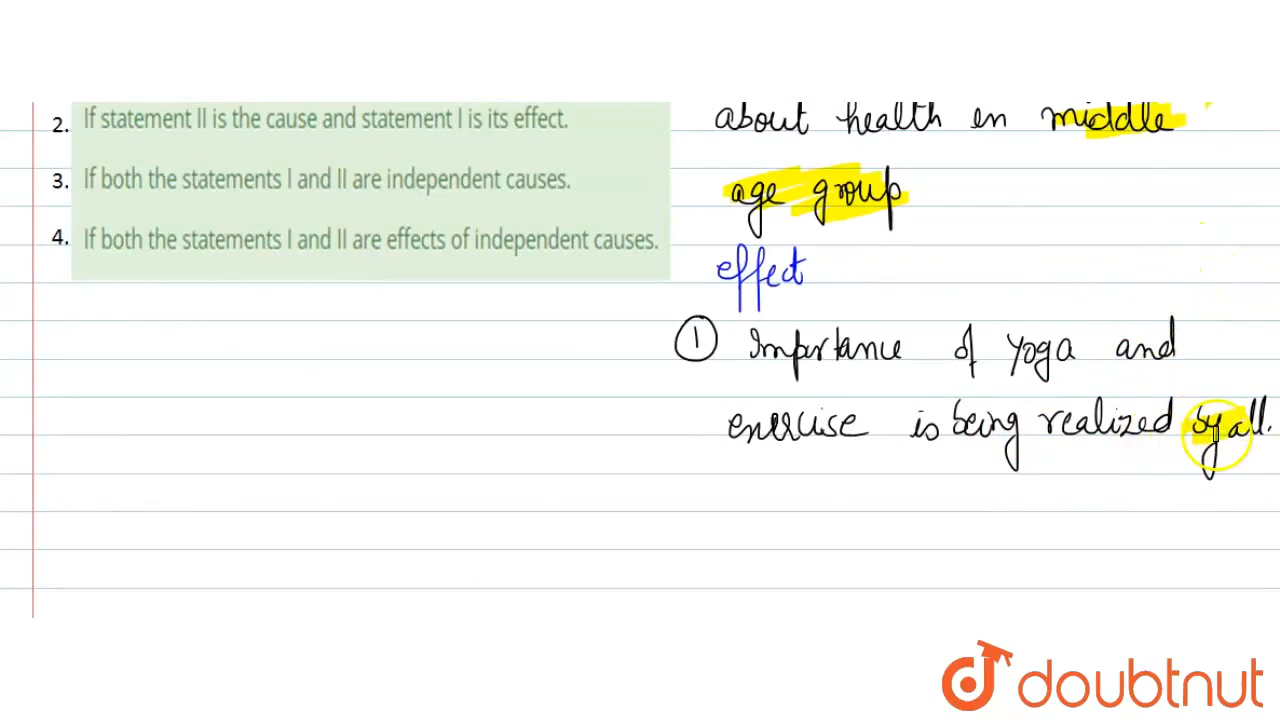 2. If statement II is the cause and statement I is its effect.
3. If both the statements I and II are independent causes.
4. If both the statements I and II are effects of independent causes.
about health in middle
age group
effect
① Importance of yoga and
exercise is being realized by all.
doubtnut